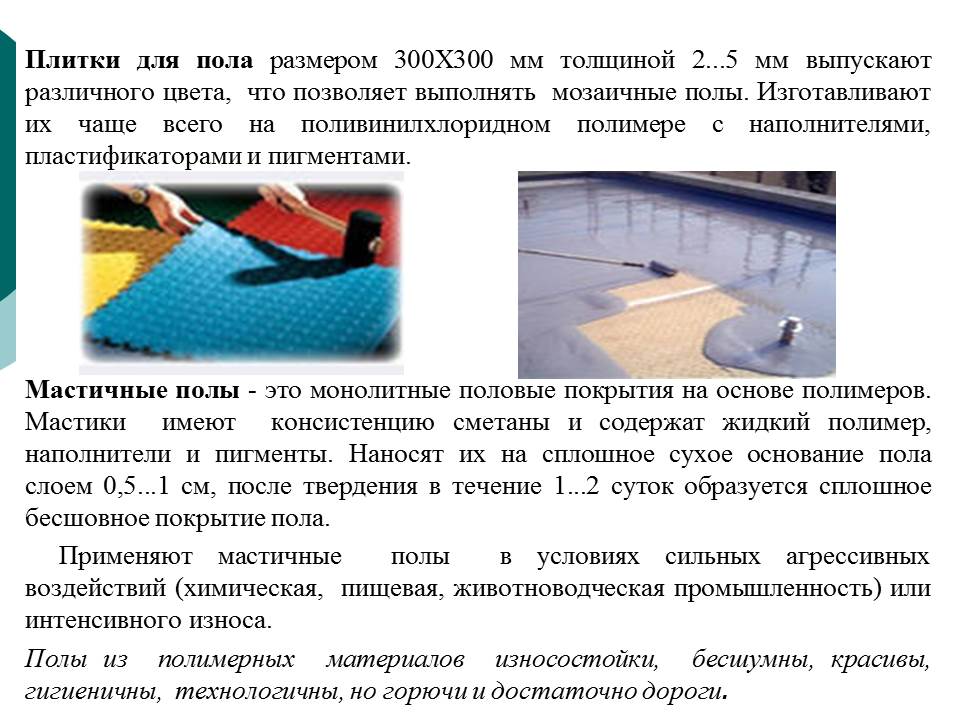 Плитки для пола размером 300Х300 мм толщиной 2...5 мм выпускают
различного цвета, что позволяет выполнять мозаичные полы. Изготавливают
их чаще всего на поливинилхлоридном полимере с наполнителями,
пластификаторами и пигментами.
Мастичные полы - это монолитные половые покрытия на основе полимеров.
Мастики имеют консистенцию сметаны и содержат жидкий полимер,
наполнители и пигменты. Наносят их на сплошное сухое основание пола
слоем 0,5...1 см, после твердения в течение 1...2 суток образуется сплошное
бесшовное покрытие пола.
Применяют мастичные полы в условиях сильных агрессивных
воздействий (химическая, пищевая, животноводческая промышленность) или
интенсивного износа.
Полы из полимерных материалов износостойки, бесшумны, красивы,
гигиеничны, технологичны, но горючи и достаточно дороги.